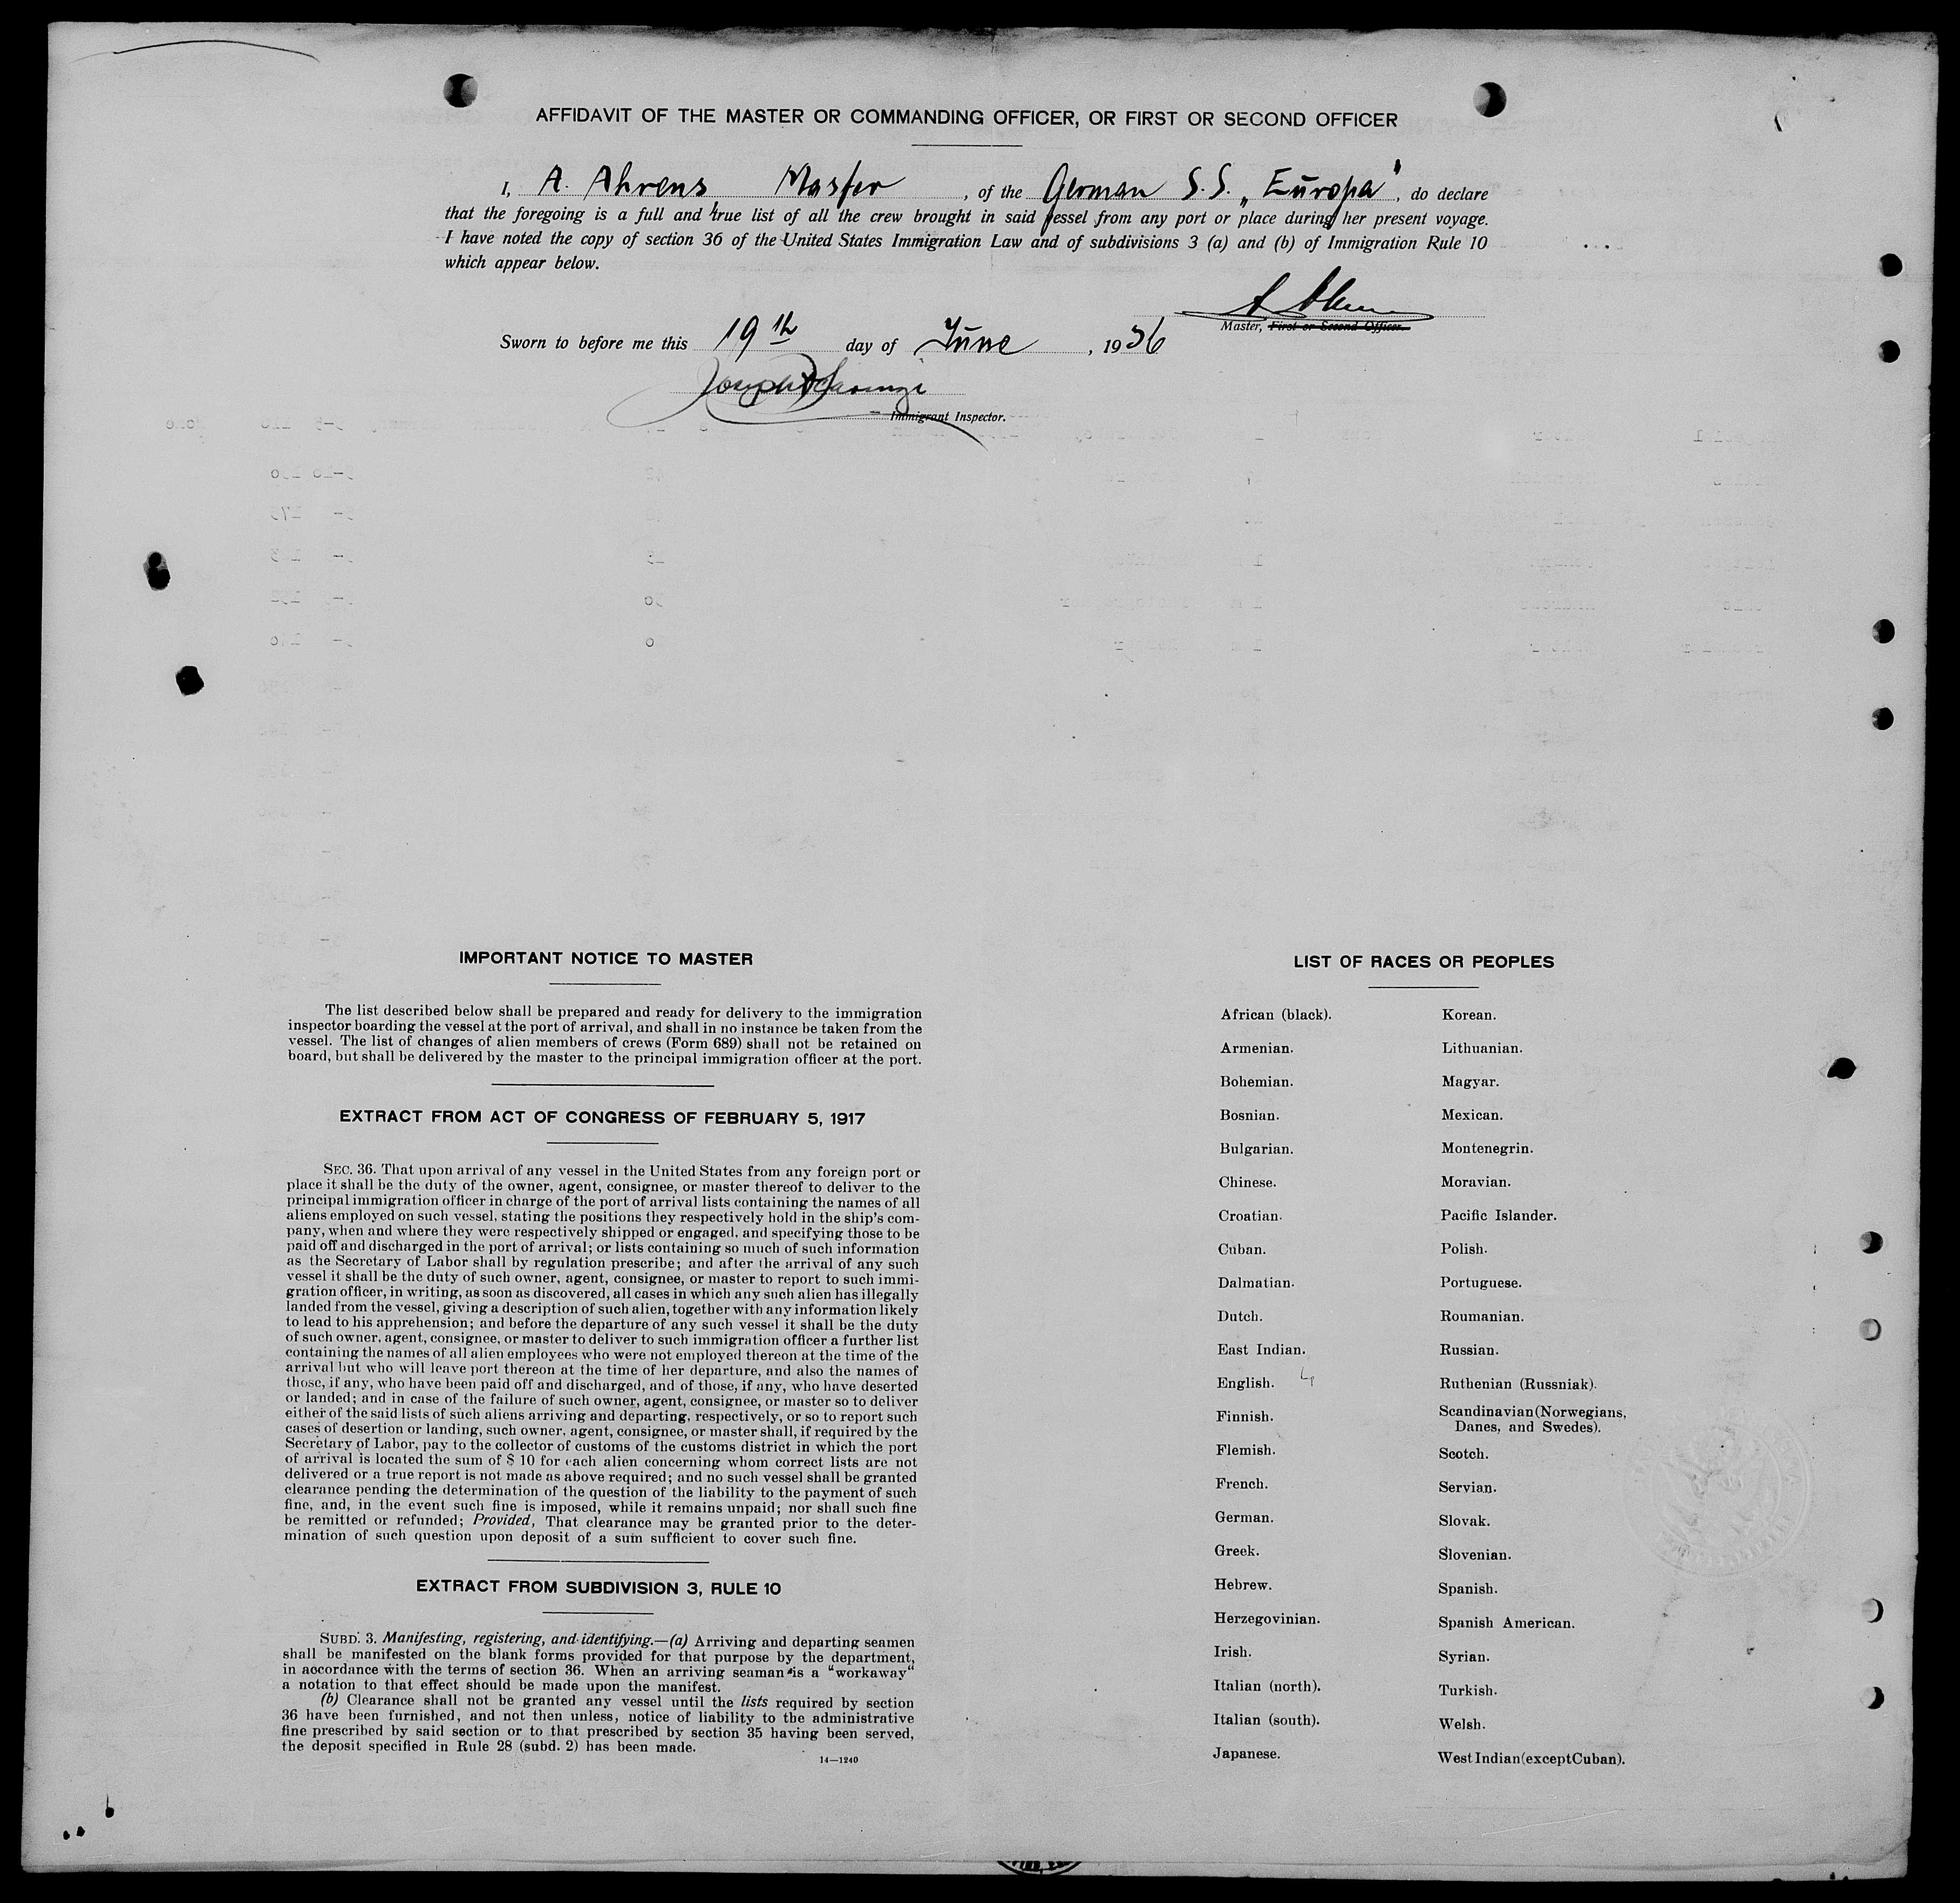 AFFIDAVIT OF THE MASTER OR COMMANDING OFFICER, OR FIRST OR SECOND OFFICER
I, A. Ahrens Master, of the German S.S. „Europa", do declare
that the foregoing is a full and true list of all the crew brought in said vessel from any port or place during her present voyage.
I have noted the copy of section 36 of the United States Immigration Law and of subdivisions 3 (a) and (b) of Immigration Rule 10
which appear below.
Master, First or Second Officer.
Sworn to before me this 19th day of June, 1936
Immigrant Inspector.
IMPORTANT NOTICE TO MASTER
The list described below shall be prepared and ready for delivery to the immigration
inspector boarding the vessel at the port of arrival, and shall in no instance be taken from the
vessel. The list of changes of alien members of crews (Form 689) shall not be retained on
board, but shall be delivered by the master to the principal immigration officer at the port.
EXTRACT FROM ACT OF CONGRESS OF FEBRUARY 5, 1917
SEC. 36. That upon arrival of any vessel in the United States from any foreign port or
place it shall be the duty of the owner, agent, consignee, or master thereof to deliver to the
principal immigration officer in charge of the port of arrival lists containing the names of all
aliens employed on such vessel, stating the positions they respectively hold in the ship's com-
pany, when and where they were respectively shipped or engaged, and specifying those to be
paid off and discharged in the port of arrival; or lists containing so much of such information
as the Secretary of Labor shall by regulation prescribe; and after the arrival of any such
vessel it shall be the duty of such owner, agent, consignee, or master to report to such immi-
gration officer, in writing, as soon as discovered, all cases in which any such alien has illegally
landed from the vessel, giving a description of such alien, together with any information likely
to lead to his apprehension; and before the departure of any such vessel it shall be the duty
of such owner, agent, consignee, or master to deliver to such immigration officer a further list
containing the names of all alien employees who were not employed thereon at the time of the
arrival but who will leave port thereon at the time of her departure, and also the names of
those, if any, who have been paid off and discharged, and of those, if any, who have deserted
or landed; and in case of the failure of such owner, agent, consignee, or master so to deliver
either of the said lists of such aliens arriving and departing, respectively, or so to report such
cases of desertion or landing, such owner, agent, consignee, or master shall, if required by the
Secretary of Labor, pay to the collector of customs of the customs district in which the port
of arrival is located the sum of $ 10 for each alien concerning whom correct lists are not
delivered or a true report is not made as above required; and no such vessel shall be granted
clearance pending the determination of the question of the liability to the payment of such
fine, and, in the event such fine is imposed, while it remains unpaid; nor shall such fine
be remitted or refunded; Provided, That clearance may be granted prior to the deter-
mination of such question upon deposit of a sum sufficient to cover such fine.
EXTRACT FROM SUBDIVISION 3, RULE 10
SUBD. 3. Manifesting, registering, and identifying.—(a) Arriving and departing seamen
shall be manifested on the blank forms provided for that purpose by the department,
in accordance with the terms of section 36. When an arriving seaman is a "workaway"
a notation to that effect should be made upon the manifest.
(b) Clearance shall not be granted any vessel until the lists required by section
36 have been furnished, and not then unless, notice of liability to the administrative
fine prescribed by said section or to that prescribed by section 35 having been served,
the deposit specified in Rule 28 (subd. 2) has been made.
14—1240
LIST OF RACES OR PEOPLES
African (black).
Armenian.
Bohemian.
Bosnian.
Bulgarian.
Chinese.
Croatian.
Cuban.
Dalmatian.
Dutch.
East Indian.
English.
Finnish.
Flemish.
French.
German.
Greek.
Hebrew.
Herzegovinian.
Irish.
Italian (north).
Italian (south).
Japanese.
Korean.
Lithuanian.
Magyar.
Mexican.
Montenegrin.
Moravian.
Pacific Islander.
Polish.
Portuguese.
Roumanian.
Russian.
Ruthenian (Russniak).
Scandinavian (Norwegians,
Danes, and Swedes).
Scotch.
Servian.
Slovak.
Slovenian.
Spanish.
Spanish American.
Syrian.
Turkish.
Welsh.
West Indian (except Cuban).